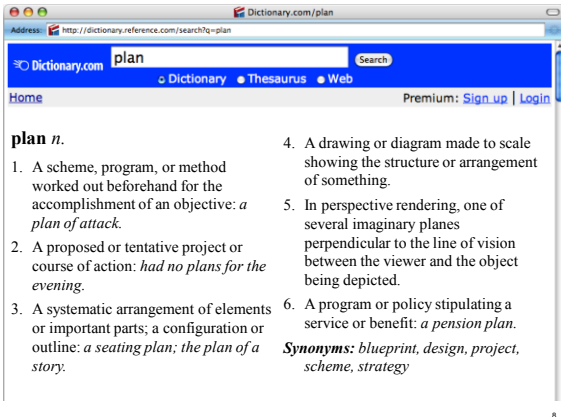 Dictionary.com/plan
Address: http://dictionary.reference.com/search?q=plan
Dictionary.com
plan
Search
Dictionary Thesaurus Web
Home
Premium: Sign up | Login
plan n.
1. A scheme, program, or method
worked out beforehand for the
accomplishment of an objective: a
plan of attack.
2. A proposed or tentative project or
course of action: had no plans for the
evening.
3. A systematic arrangement of elements
or important parts; a configuration or
outline: a seating plan; the plan of a
story.
4. A drawing or diagram made to scale
showing the structure or arrangement
of something.
5. In perspective rendering, one of
several imaginary planes
perpendicular to the line of vision
between the viewer and the object
being depicted.
6. A program or policy stipulating a
service or benefit: a pension plan.
Synonyms: blueprint, design, project,
scheme, strategy
8